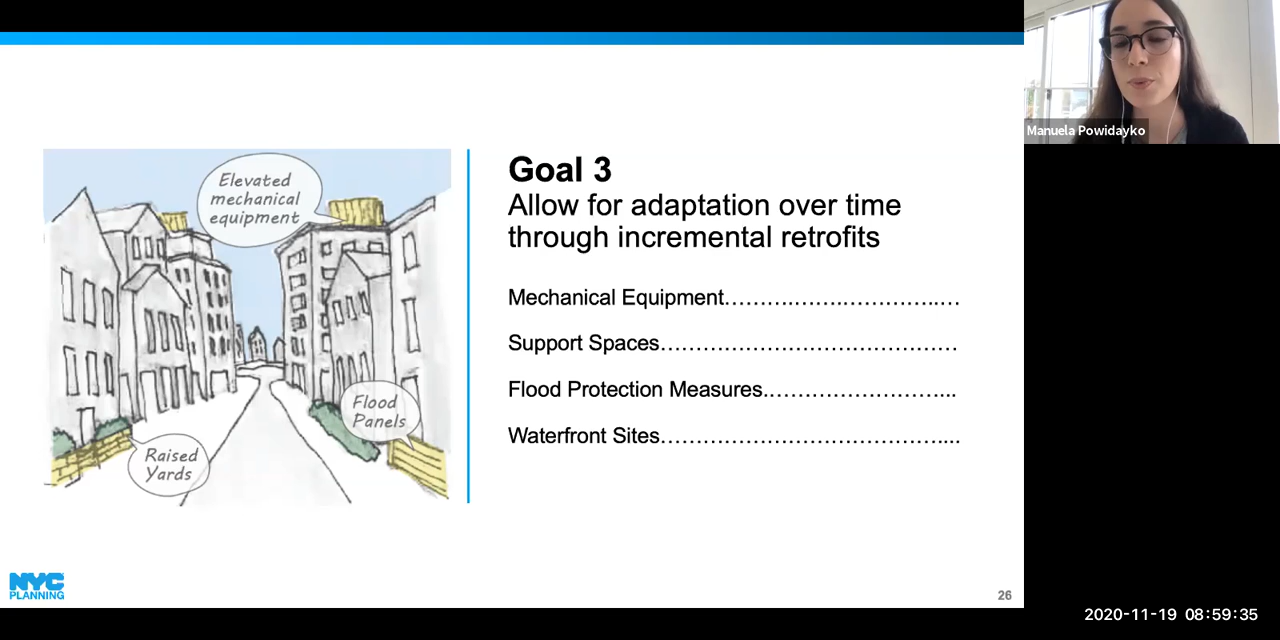 Elevated
mechanical
equipment
Flood
Panels
Raised
Yards
Goal 3
Allow for adaptation over time
through incremental retrofits
Mechanical Equipment……………………….…
Support Spaces……………………………………
Flood Protection Measures.…………………....
Waterfront Sites…………………………………....
NYC
PLANNING
26
Manuela Powidayko
2020-11-19 08:59:35